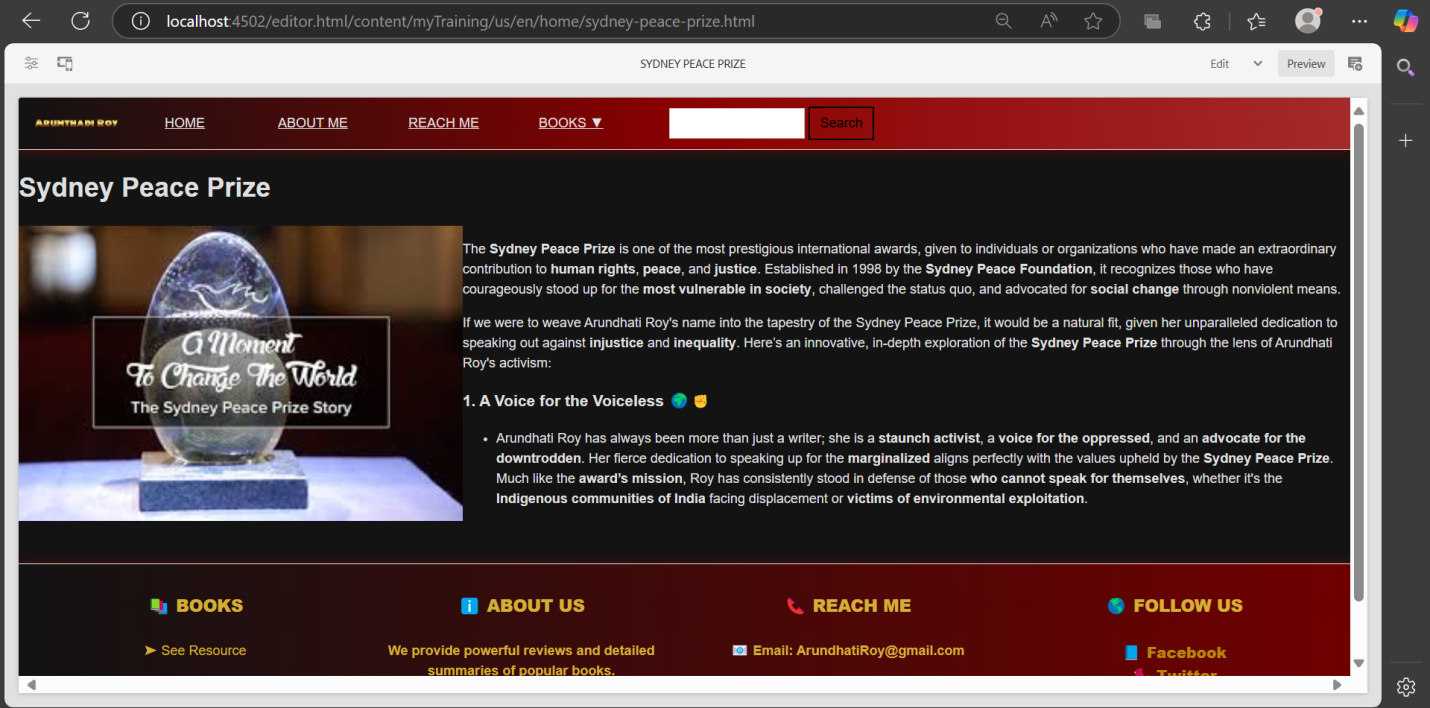 localhost:4502/editor.html/content/myTraining/us/en/home/sydney-peace-prize.html
SYDNEY PEACE PRIZE
Edit
Preview
ARUNTHADI ROY
HOME
ABOUT ME
REACH ME
BOOKS ▼
Search
Sydney Peace Prize
A Moment
To Change The World
The Sydney Peace Prize Story
The Sydney Peace Prize is one of the most prestigious international awards, given to individuals or organizations who have made an extraordinary
contribution to human rights, peace, and justice. Established in 1998 by the Sydney Peace Foundation, it recognizes those who have
courageously stood up for the most vulnerable in society, challenged the status quo, and advocated for social change through nonviolent means.
If we were to weave Arundhati Roy's name into the tapestry of the Sydney Peace Prize, it would be a natural fit, given her unparalleled dedication to
speaking out against injustice and inequality. Here's an innovative, in-depth exploration of the Sydney Peace Prize through the lens of Arundhati
Roy's activism:
1. A Voice for the Voiceless 🌍 ✊
• Arundhati Roy has always been more than just a writer; she is a staunch activist, a voice for the oppressed, and an advocate for the
downtrodden. Her fierce dedication to speaking up for the marginalized aligns perfectly with the values upheld by the Sydney Peace Prize.
Much like the award's mission, Roy has consistently stood in defense of those who cannot speak for themselves, whether it's the
Indigenous communities of India facing displacement or victims of environmental exploitation.
BOOKS
➤ See Resource
ABOUT US
We provide powerful reviews and detailed
summaries of popular books.
REACH ME
Email: ArundhatiRoy@gmail.com
FOLLOW US
Facebook
Twitter